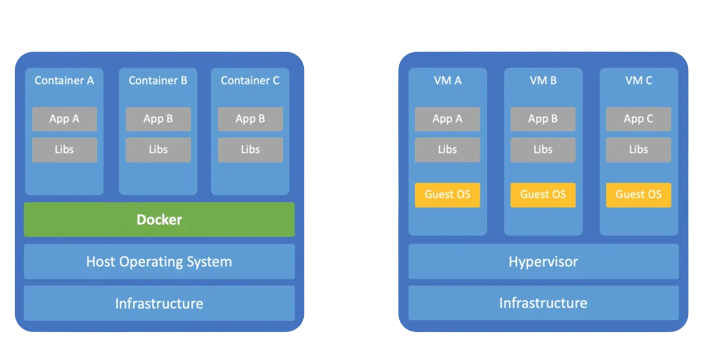 Container A
Container B
Container C
App A
App B
App B
Libs
Libs
Libs
Docker
Host Operating System
Infrastructure
VM A
VM B
VM C
App A
App B
App C
Libs
Libs
Libs
Guest OS
Guest OS
Guest OS
Hypervisor
Infrastructure